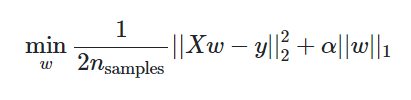 min_w 1/(2n_samples) ||Xw − y||_2^2 + α||w||_1